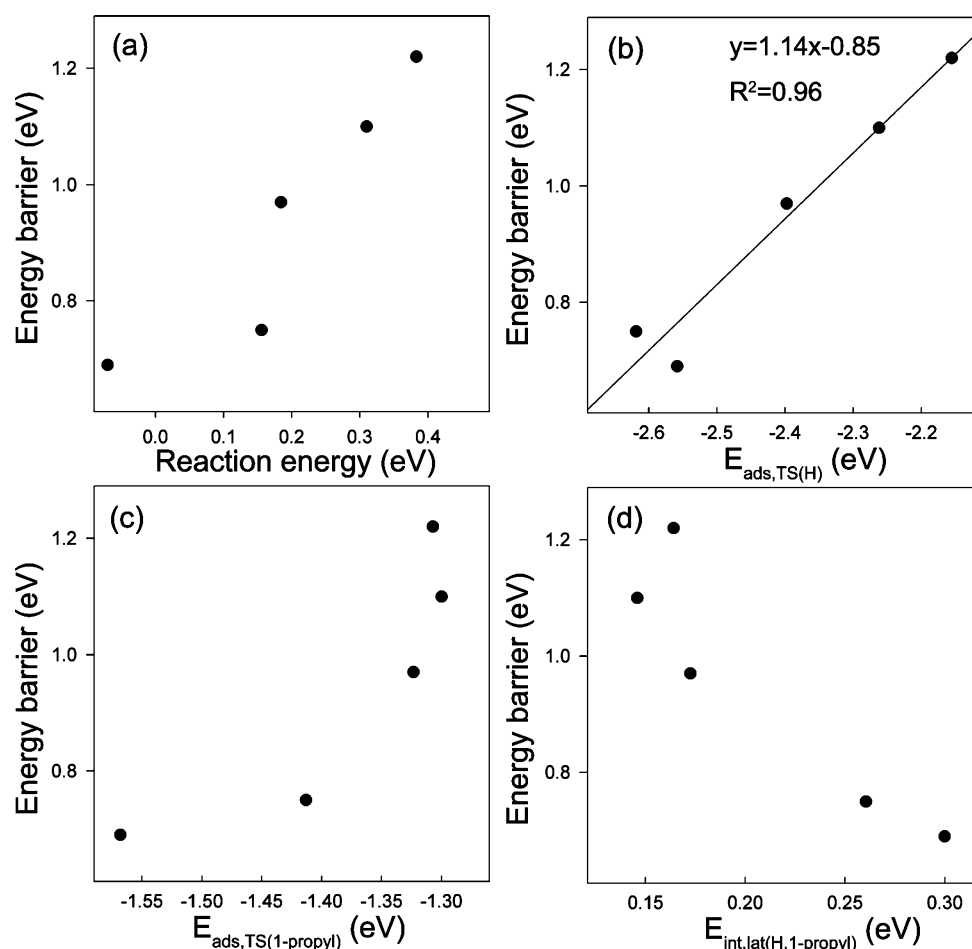 (a)
Energy barrier (eV)
1.2
1.0
0.8
0.0 0.1 0.2 0.3 0.4
Reaction energy (eV)
(b)
y=1.14x-0.85
R²=0.96
Energy barrier (eV)
1.2
1.0
0.8
-2.6 -2.5 -2.4 -2.3 -2.2
E_ads,TS(H) (eV)
(c)
Energy barrier (eV)
1.2
1.0
0.8
-1.55 -1.50 -1.45 -1.40 -1.35 -1.30
E_ads,TS(1-propyl) (eV)
(d)
Energy barrier (eV)
1.2
1.0
0.8
0.15 0.20 0.25 0.30
E_int,lat(H,1-propyl) (eV)